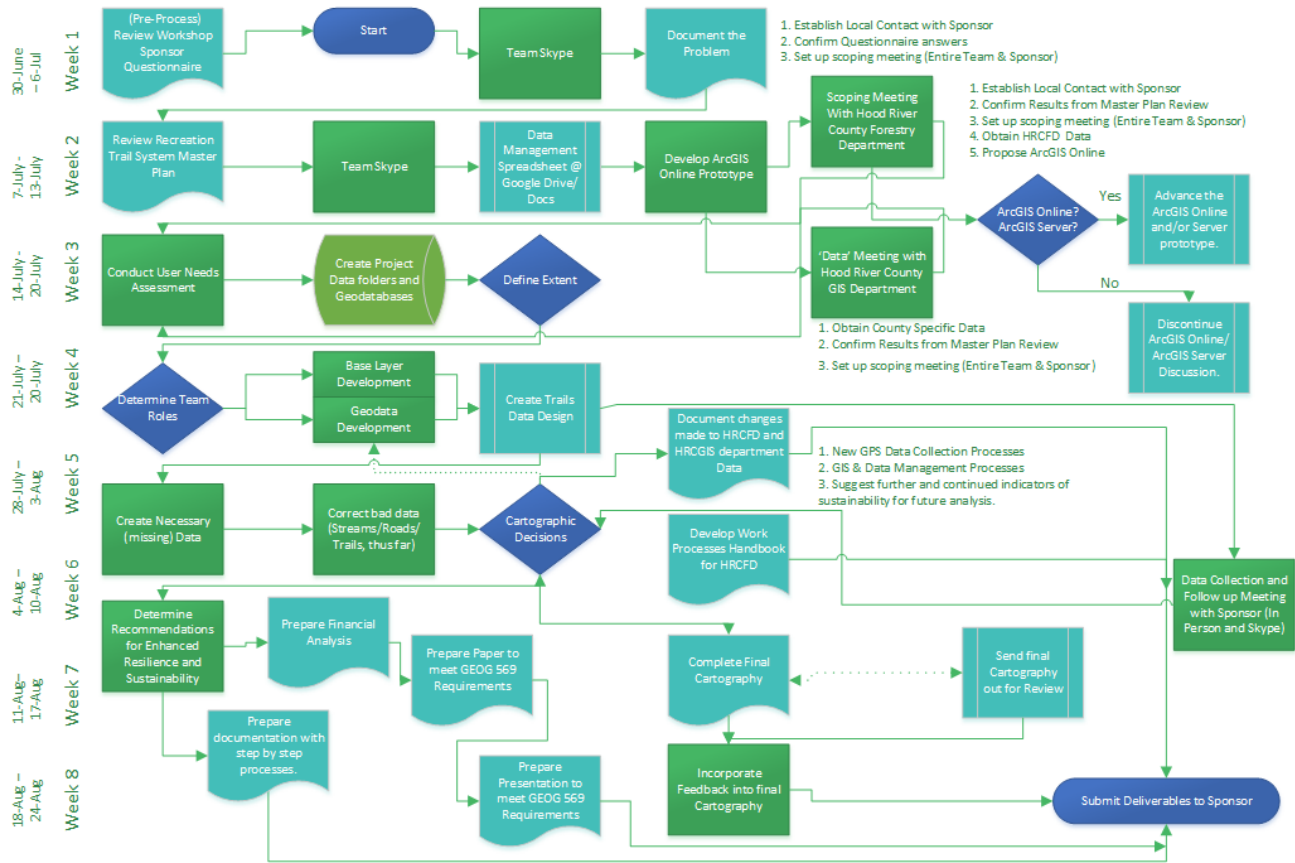 30-June
– 6-Jul
Week 1
(Pre-Process)
Review Workshop
Sponsor
Questionnaire
Start
Team Skype
Document the
Problem
1. Establish Local Contact with Sponsor
2. Confirm Questionnaire answers
3. Set up scoping meeting (Entire Team & Sponsor)
7-July -
13-July
Week 2
Review Recreation
Trail System Master
Plan
Team Skype
Data
Management
Spreadsheet @
Google Drive/
Docs
Develop ArcGIS
Online Prototype
Scoping Meeting
With Hood River
County Forestry
Department
1. Establish Local Contact with Sponsor
2. Confirm Results from Master Plan Review
3. Set up scoping meeting (Entire Team & Sponsor)
4. Obtain HRCFD Data
5. Propose ArcGIS Online
ArcGIS Online?
ArcGIS Server?
Yes
Advance the
ArcGIS Online
and/or Server
prototype.
No
Discontinue
ArcGIS Online/
ArcGIS Server
Discussion.
14-July -
20-July
Week 3
Conduct User Needs
Assessment
Create Project
Data folders and
Geodatabases
Define Extent
'Data' Meeting with
Hood River County
GIS Department
1. Obtain County Specific Data
2. Confirm Results from Master Plan Review
3. Set up scoping meeting (Entire Team & Sponsor)
21-July –
20-July
Week 4
Determine Team
Roles
Base Layer
Development
Geodata
Development
Create Trails
Data Design
Document changes
made to HRCFD and
HRCGIS department
Data
1. New GPS Data Collection Processes
2. GIS & Data Management Processes
3. Suggest further and continued indicators of
sustainability for future analysis.
28-July –
3-Aug
Week 5
Create Necessary
(missing) Data
Correct bad data
(Streams/Roads/
Trails, thus far)
Cartographic
Decisions
Develop Work
Processes Handbook
for HRCFD
4-Aug –
10-Aug
Week 6
Determine
Recommendations
for Enhanced
Resilience and
Sustainability
Prepare Financial
Analysis
Prepare Paper to
meet GEOG 569
Requirements
Data Collection and
Follow up Meeting
with Sponsor (In
Person and Skype)
11-Aug–
17-Aug
Week 7
Complete Final
Cartography
Send final
Cartography
out for Review
Prepare
documentation with
step by step
processes.
18-Aug –
24-Aug
Week 8
Prepare
Presentation to
meet GEOG 569
Requirements
Incorporate
Feedback into final
Cartography
Submit Deliverables to Sponsor